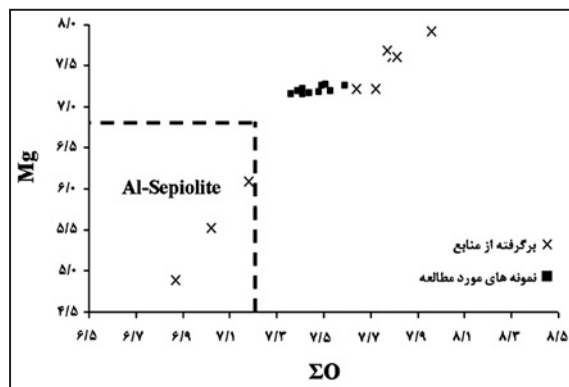 ۸/۰
۷/۵
۷/۰
۶/۵
۶/۰
۵/۵
۵/۰
۴/۵
Mg
Al-Sepiolite
× برگرفته از منابع
■ نمونه های مورد مطالعه
۶/۵ ۶/۷ ۶/۹ ۷/۱ ۷/۳ ۷/۵ ۷/۷ ۷/۹ ۸/۱ ۸/۳ ۸/۵
ΣO